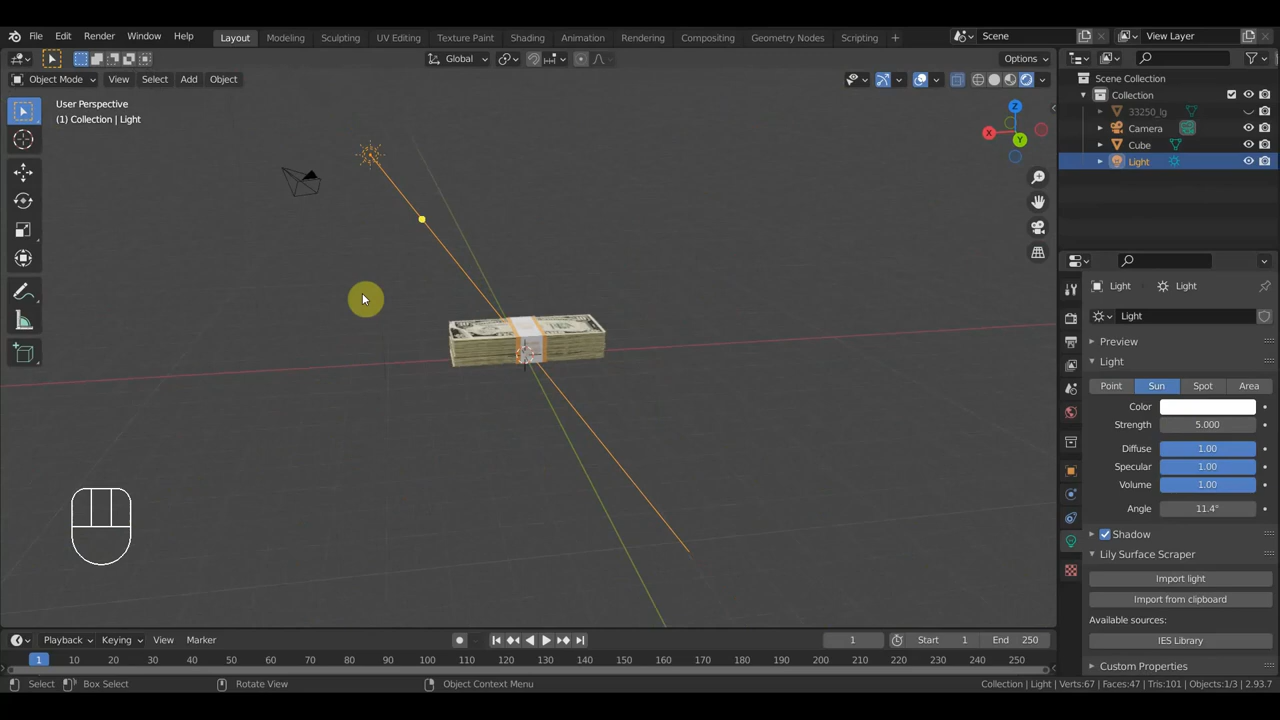 File Edit Render Window Help Layout Modeling Sculpting UV Editing Texture Paint Shading Animation Rendering Compositing Geometry Nodes Scripting + Scene View Layer
Global Options
Object Mode View Select Add Object
User Perspective
(1) Collection | Light
Z
X
Y
Scene Collection
Collection
33250_lg
Camera
Cube
Light
Light Light
Light
Preview
Light
Point Sun Spot Area
Color
Strength 5.000
Diffuse 1.00
Specular 1.00
Volume 1.00
Angle 11.4°
Shadow
Lily Surface Scraper
Import light
Import from clipboard
Available sources:
IES Library
Custom Properties
Playback Keying View Marker 1 Start 1 End 250
1 10 20 30 40 50 60 70 80 90 100 110 120 130 140 150 160 170 180 190 200 210 220 230 240 250
Select Box Select Rotate View Object Context Menu Collection | Light | Verts:67 | Faces:47 | Tris:101 | Objects:1/3 | 2.93.7